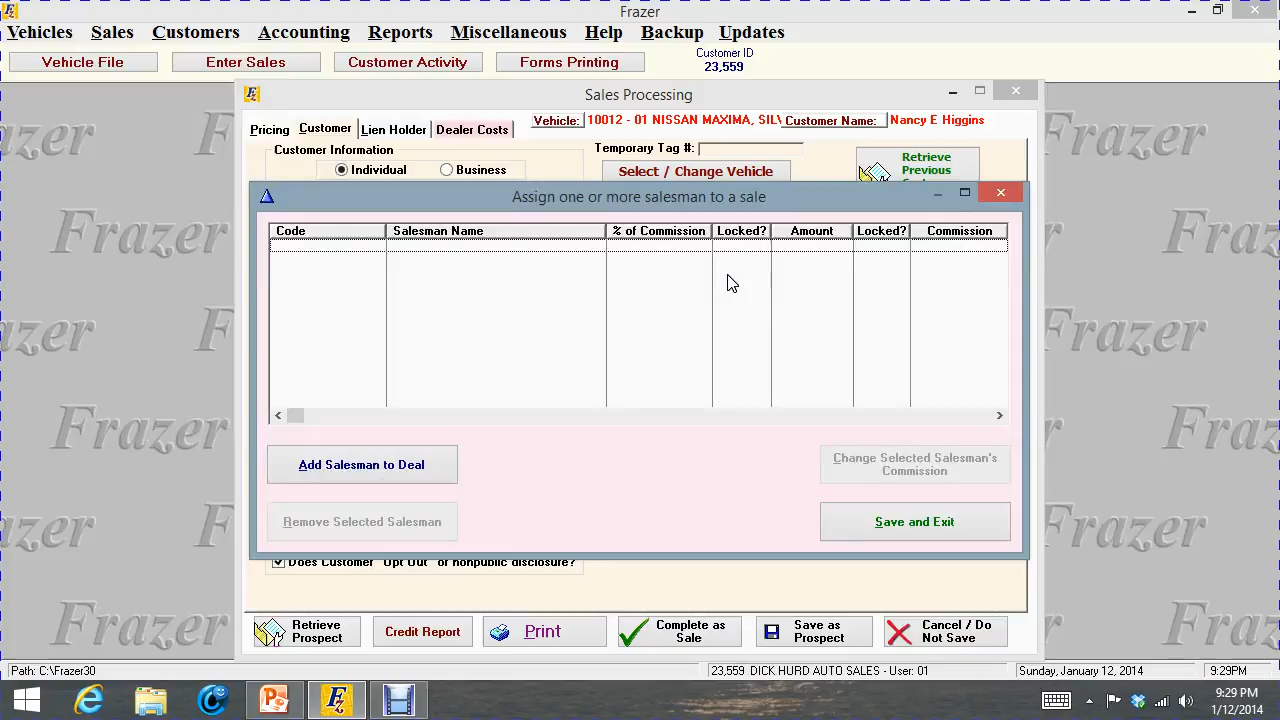 Frazer
Vehicles Sales Customers Accounting Reports Miscellaneous Help Backup Updates
Vehicle File Enter Sales Customer Activity Forms Printing
Customer ID
23,559
Sales Processing
Pricing Customer Lien Holder Dealer Costs
Vehicle: 10012 - 01 NISSAN MAXIMA, SIL Customer Name: Nancy E Higgins
Customer Information
Individual Business
Temporary Tag #:
Select / Change Vehicle
Retrieve
Previous
Assign one or more salesman to a sale
Code Salesman Name % of Commission Locked? Amount Locked? Commission
Add Salesman to Deal
Change Selected Salesman's
Commission
Remove Selected Salesman
Save and Exit
Does Customer "Opt Out" of nonpublic disclosure?
Retrieve
Prospect
Credit Report
Print
Complete as
Sale
Save as
Prospect
Cancel / Do
Not Save
Path: C:\Frazer30
23,559 DICK HURD AUTO SALES - User: 01
Sunday, January 12, 2014
9:29PM
9:29 PM
1/12/2014
Frazer
Frazer
Frazer
Frazer
Frazer
Frazer